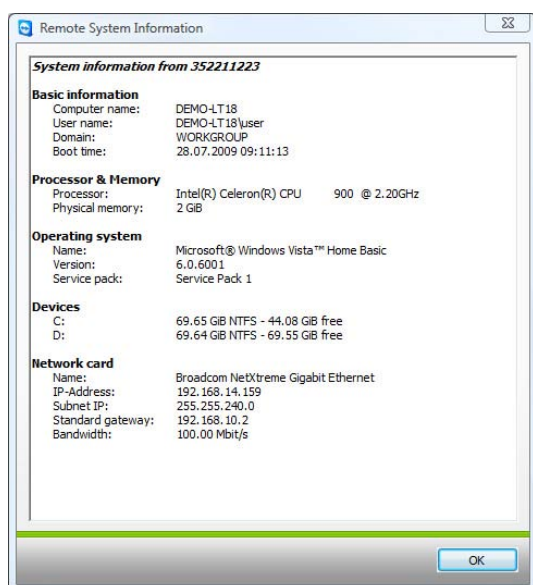 Remote System Information
System information from 352211223
Basic information
Computer name: DEMO-LT18
User name: DEMO-LT18\user
Domain: WORKGROUP
Boot time: 28.07.2009 09:11:13
Processor & Memory
Processor: Intel(R) Celeron(R) CPU 900 @ 2.20GHz
Physical memory: 2 GiB
Operating system
Name: Microsoft® Windows Vista™ Home Basic
Version: 6.0.6001
Service pack: Service Pack 1
Devices
C: 69.65 GiB NTFS - 44.08 GiB free
D: 69.64 GiB NTFS - 69.55 GiB free
Network card
Name: Broadcom NetXtreme Gigabit Ethernet
IP-Address: 192.168.14.159
Subnet IP: 255.255.240.0
Standard gateway: 192.168.10.2
Bandwidth: 100.00 Mbit/s
OK